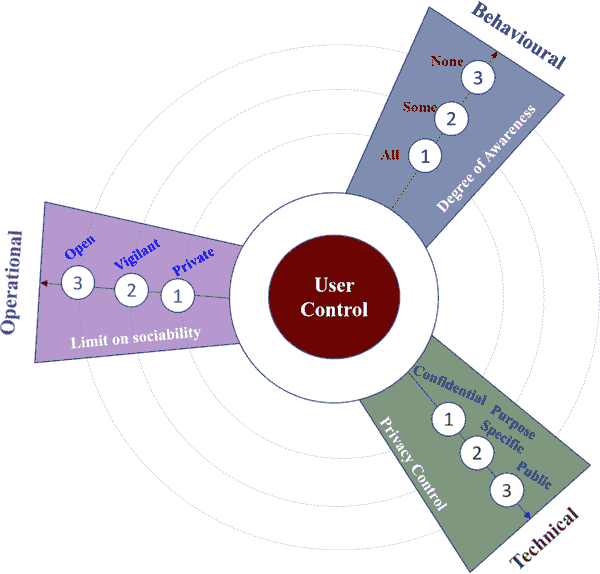 Behavioural
None
3
Some
2
All
1
Degree of Awareness
Operational
Open
Vigilant
Private
3
2
1
Limit on sociability
User
Control
Confidential
Purpose
Specific
Public
1
2
3
Privacy Control
Technical